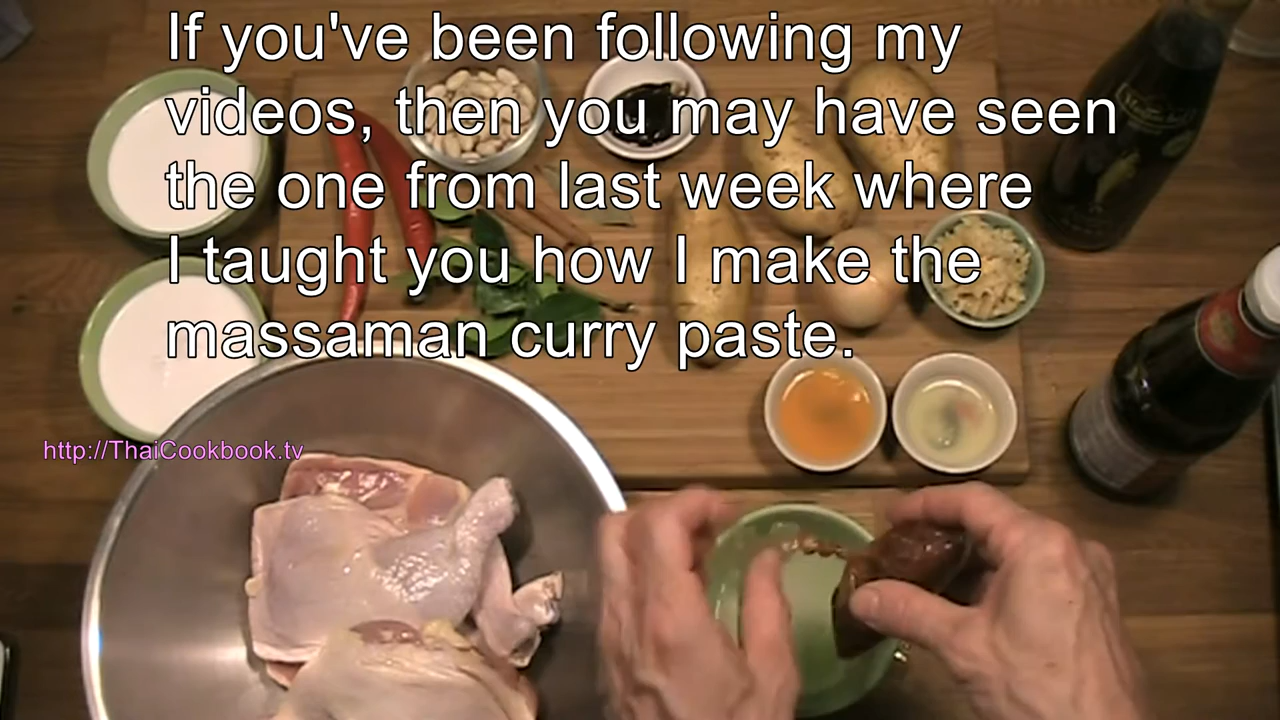 If you've been following my
videos, then you may have seen
the one from last week where
I taught you how I make the
massaman curry paste.
http://ThaiCookbook.tv